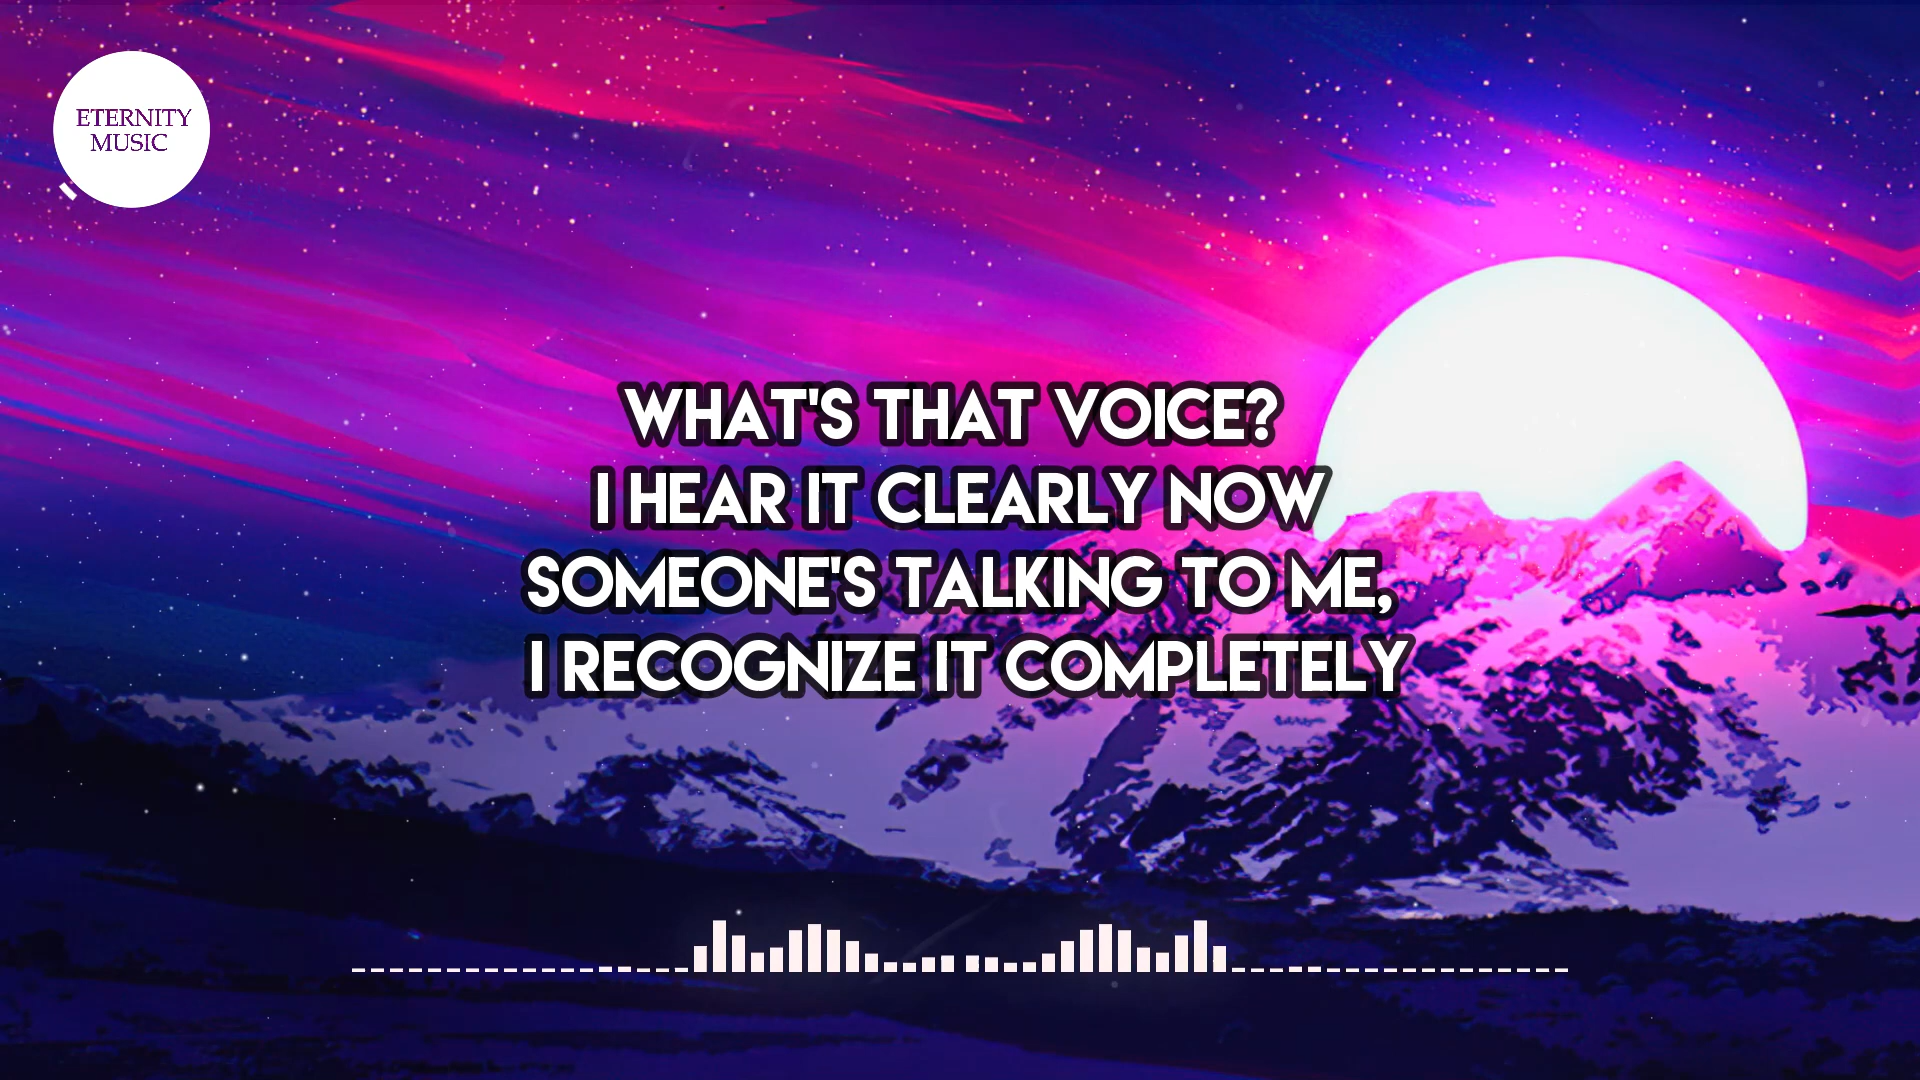 ETERNITY
MUSIC
WHAT'S THAT VOICE?
I HEAR IT CLEARLY NOW
SOMEONE'S TALKING TO ME,
I RECOGNIZE IT COMPLETELY